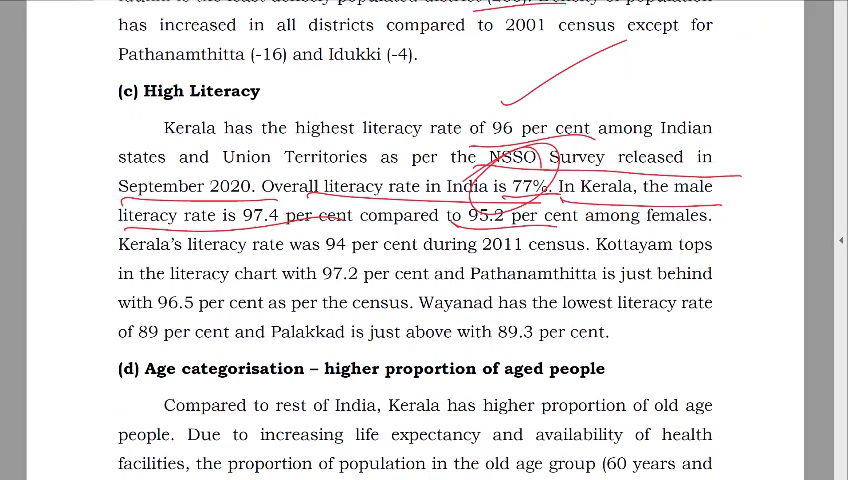 has increased in all districts compared to 2001 census except for
Pathanamthitta (-16) and Idukki (-4).
(c) High Literacy
Kerala has the highest literacy rate of 96 per cent among Indian
states and Union Territories as per the NSSO Survey released in
September 2020. Overall literacy rate in India is 77%. In Kerala, the male
literacy rate is 97.4 per cent compared to 95.2 per cent among females.
Kerala's literacy rate was 94 per cent during 2011 census. Kottayam tops
in the literacy chart with 97.2 per cent and Pathanamthitta is just behind
with 96.5 per cent as per the census. Wayanad has the lowest literacy rate
of 89 per cent and Palakkad is just above with 89.3 per cent.
(d) Age categorisation – higher proportion of aged people
Compared to rest of India, Kerala has higher proportion of old age
people. Due to increasing life expectancy and availability of health
facilities, the proportion of population in the old age group (60 years and